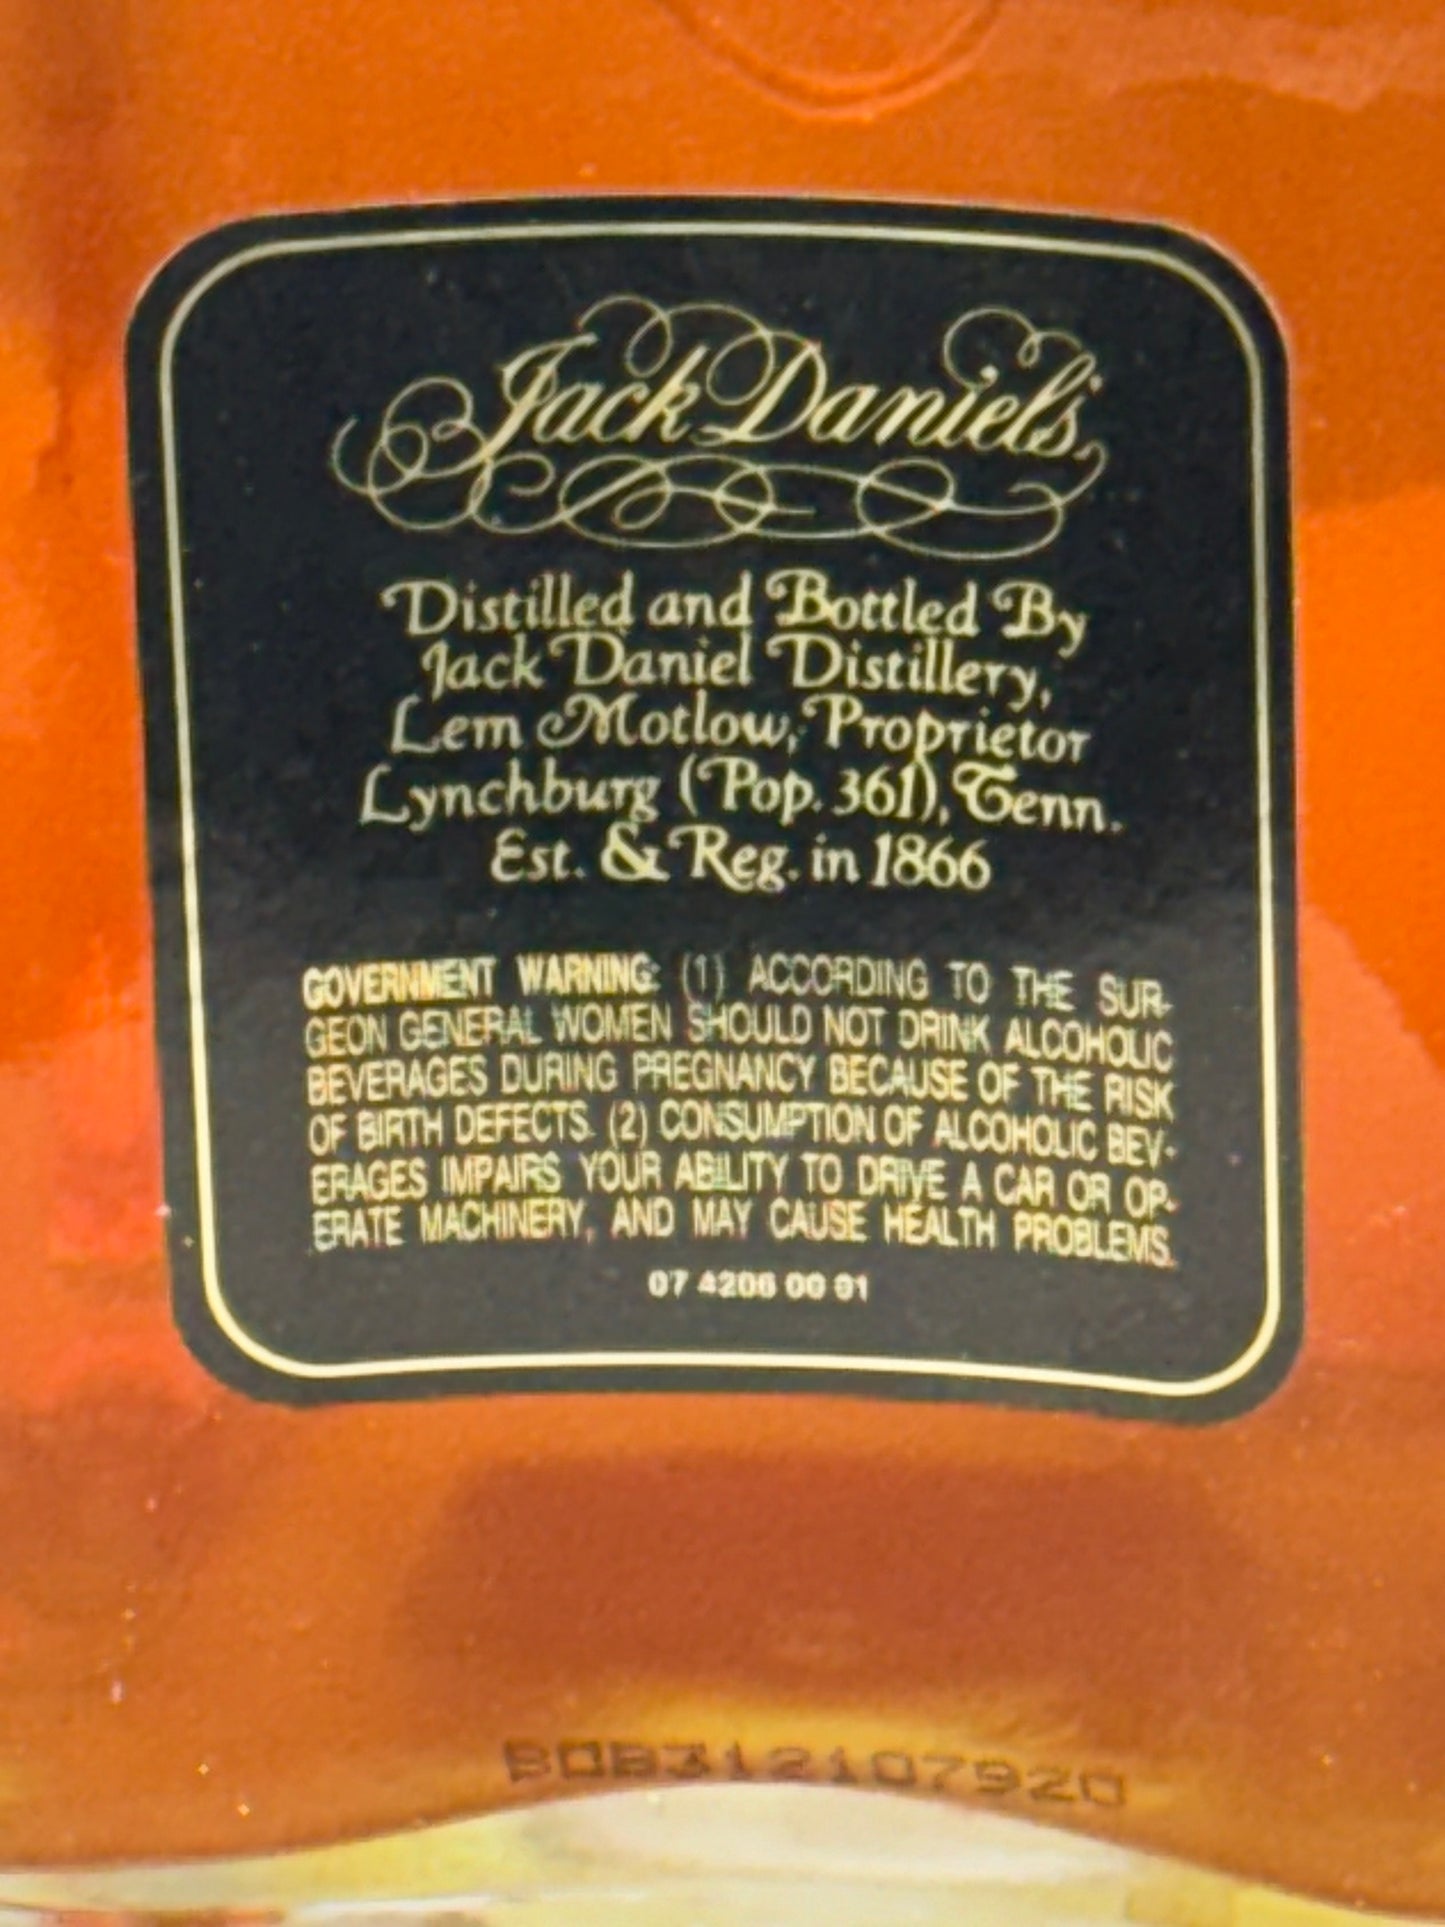 Jack Daniel's
Distilled and Bottled By
Jack Daniel Distillery,
Lem Motlow, Proprietor
Lynchburg (Pop. 361), Tenn.
Est. & Reg. in 1866
GOVERNMENT WARNING: (1) ACCORDING TO THE SUR-
GEON GENERAL WOMEN SHOULD NOT DRINK ALCOHOLIC
BEVERAGES DURING PREGNANCY BECAUSE OF THE RISK
OF BIRTH DEFECTS. (2) CONSUMPTION OF ALCOHOLIC BEV-
ERAGES IMPAIRS YOUR ABILITY TO DRIVE A CAR OR OP-
ERATE MACHINERY, AND MAY CAUSE HEALTH PROBLEMS.
07 4206 00 01